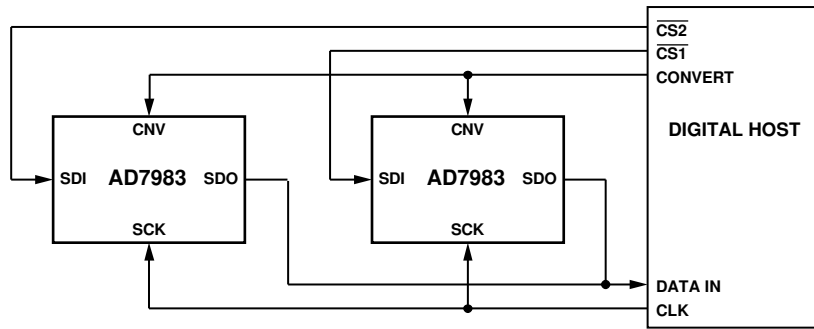 CS2
CS1
CONVERT
DIGITAL HOST
CNV
CNV
SDI AD7983 SDO
SDI AD7983 SDO
SCK
SCK
DATA IN
CLK